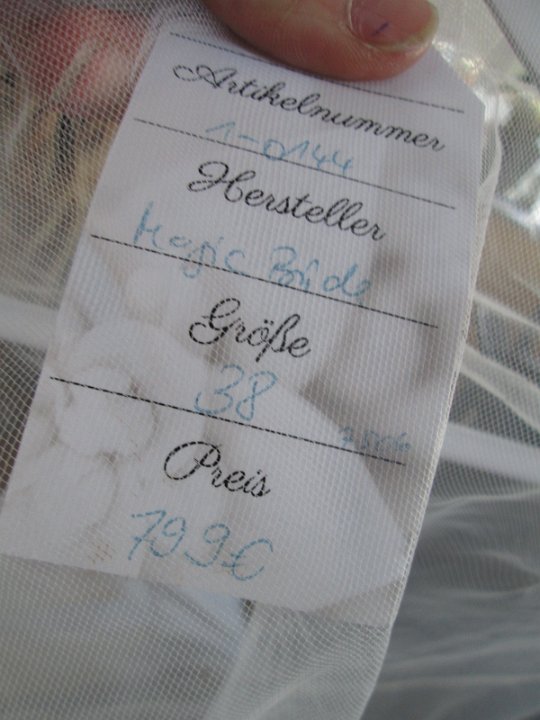 Artikelnummer
1-0144
Hersteller
Magic Bride
Größe
38
Preis
799€